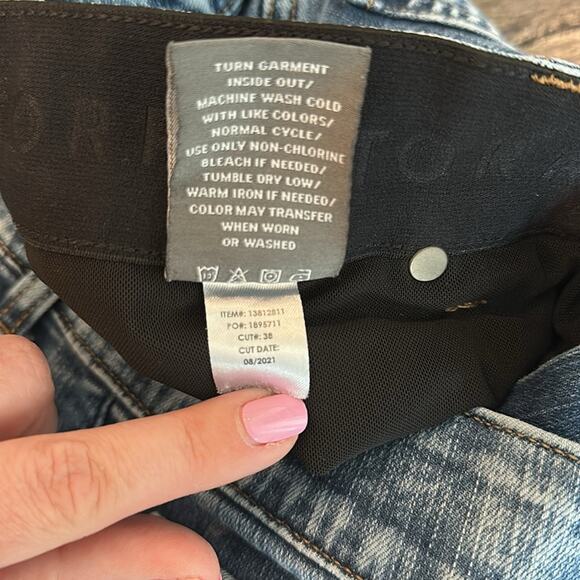 TURN GARMENT
INSIDE OUT/
MACHINE WASH COLD
WITH LIKE COLORS/
NORMAL CYCLE/
USE ONLY NON-CHLORINE
BLEACH IF NEEDED/
TUMBLE DRY LOW/
WARM IRON IF NEEDED/
COLOR MAY TRANSFER
WHEN WORN
OR WASHED
ITEM#: 13812811
PO#: 1895711
CUT#: 38
CUT DATE:
08/2021